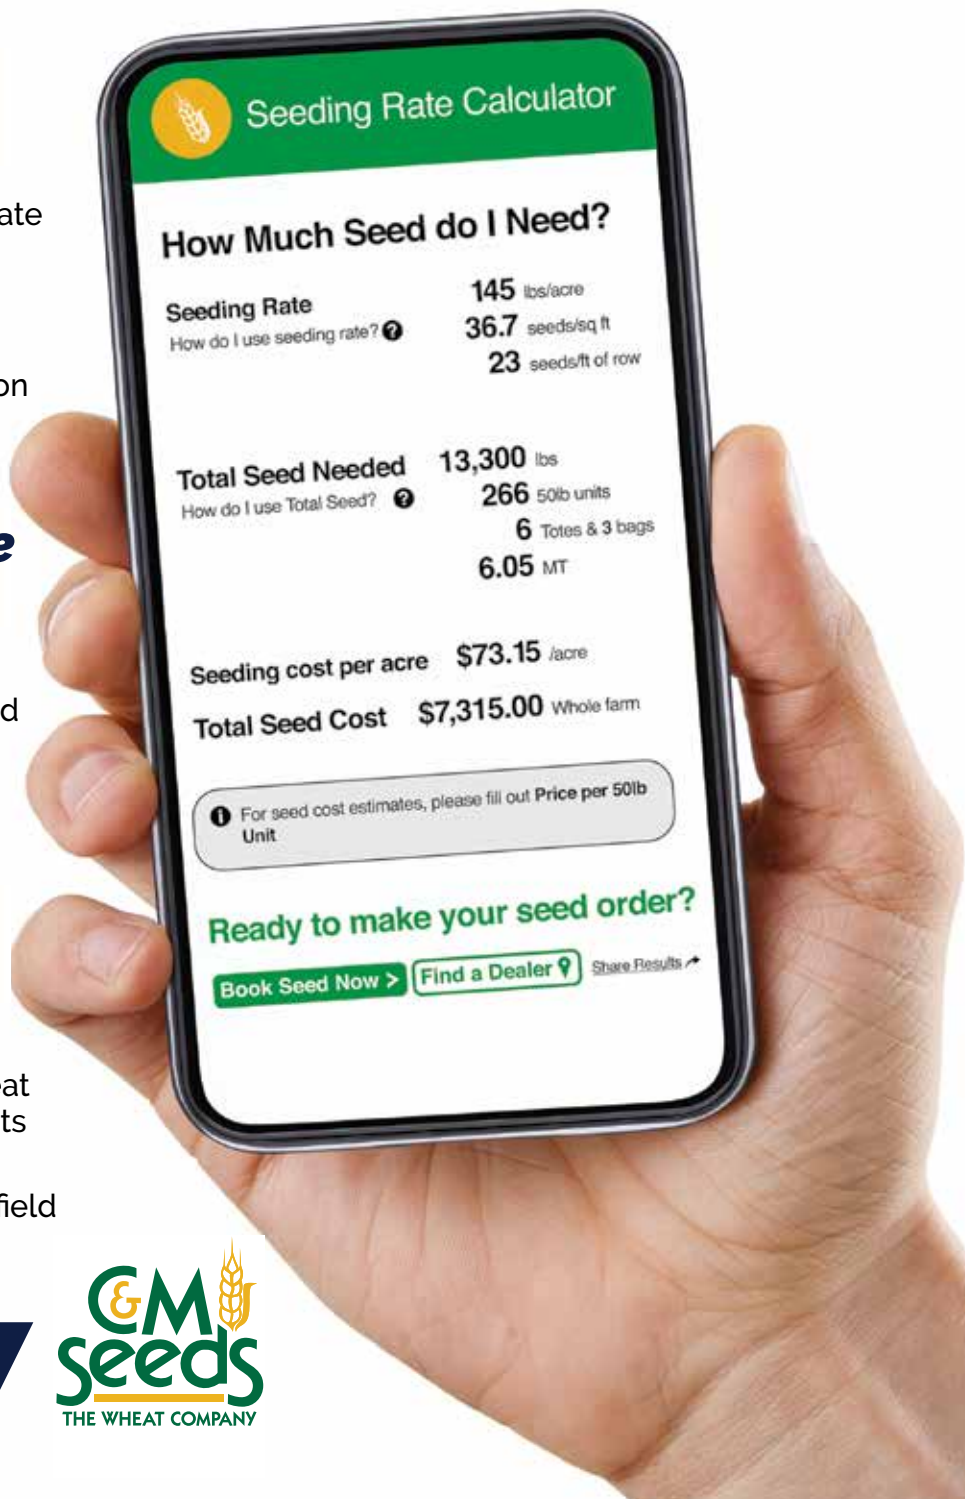 Seeding Rate Calculator
ate
How Much Seed do I Need?
Seeding Rate 145 lbs/acre
How do I use seeding rate? ? 36.7 seeds/sq ft
23 seeds/ft of row
on
Total Seed Needed 13,300 lbs
How do I use Total Seed? ? 266 50lb units
6 Totes & 3 bags
e
6.05 MT
Seeding cost per acre $73.15 /acre
d
Total Seed Cost $7,315.00 Whole farm
For seed cost estimates, please fill out Price per 50lb
Unit
Ready to make your seed order?
Book Seed Now > Find a Dealer Share Results
eat
ts
field
C&M
seeds
THE WHEAT COMPANY